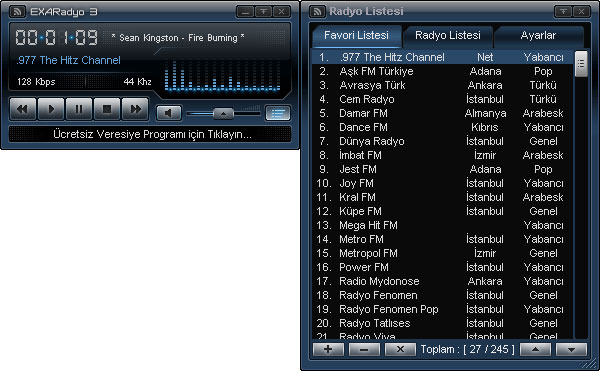 EXARadyo 3
00:01:09 * Sean Kingston - Fire Burning *
.977 The Hitz Channel
128 Kbps 44 Khz
Ücretsiz Veresiye Programı için Tıklayın...
Radyo Listesi
Favori Listesi Radyo Listesi Ayarlar
1. .977 The Hitz Channel Net Yabancı
2. Aşk FM Türkiye Adana Pop
3. Avrasya Türk Ankara Türkü
4. Cem Radyo İstanbul Türkü
5. Damar FM Almanya Arabesk
6. Dance FM Kıbrıs Yabancı
7. Dünya Radyo İstanbul Genel
8. İmbat FM İzmir Arabesk
9. Jest FM Adana Pop
10. Joy FM İstanbul Yabancı
11. Kral FM İstanbul Arabesk
12. Küpe FM İstanbul Genel
13. Mega Hit FM Yabancı
14. Metro FM İstanbul Yabancı
15. Metropol FM İzmir Genel
16. Power FM İstanbul Yabancı
17. Radio Mydonose Ankara Yabancı
18. Radyo Fenomen İstanbul Genel
19. Radyo Fenomen Pop İstanbul Yabancı
20. Radyo Tatlıses İstanbul Genel
21. Radyo Viva İstanbul Genel
Toplam : [ 27 / 245 ]